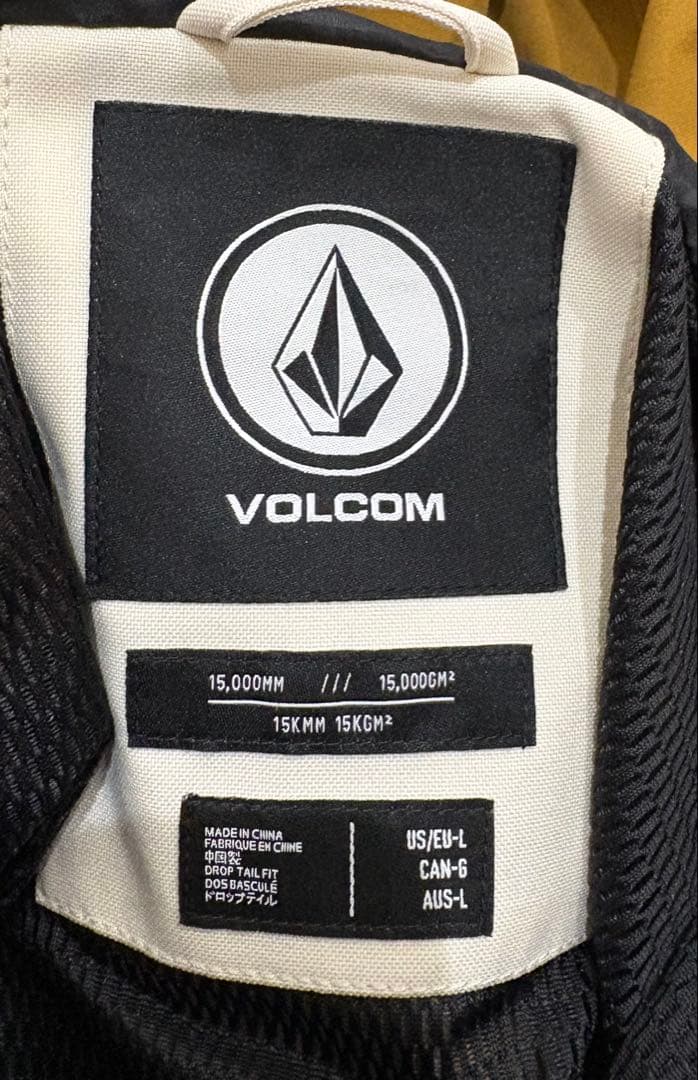 VOLCOM
15,000MM /// 15,000GM²
15KMM 15KGM²
MADE IN CHINA
FABRIQUE EN CHINE
中国製
DROP TAIL FIT
DOS BASCULÉ
ドロップテイル
US/EU-L
CAN-G
AUS-L